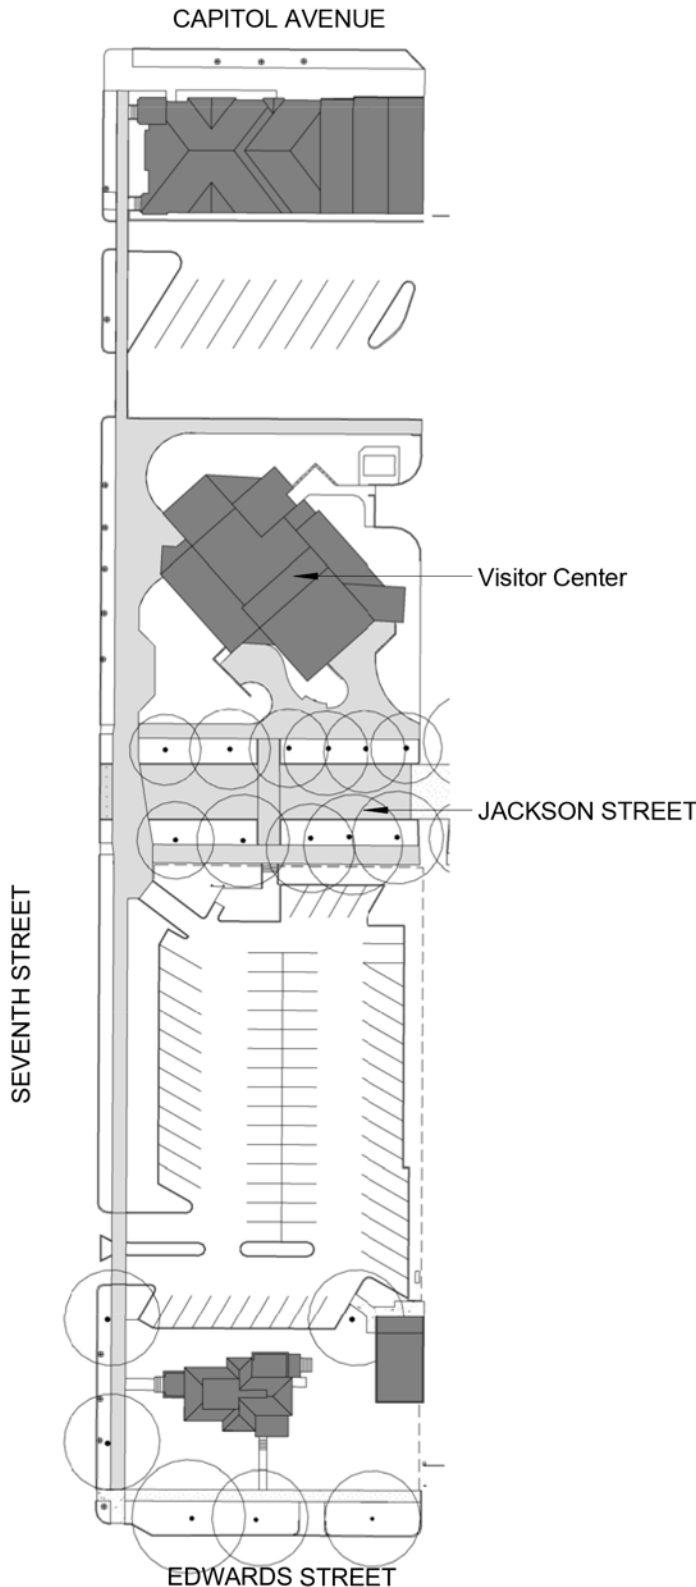 CAPITOL AVENUE
Visitor Center
JACKSON STREET
SEVENTH STREET
EDWARDS STREET